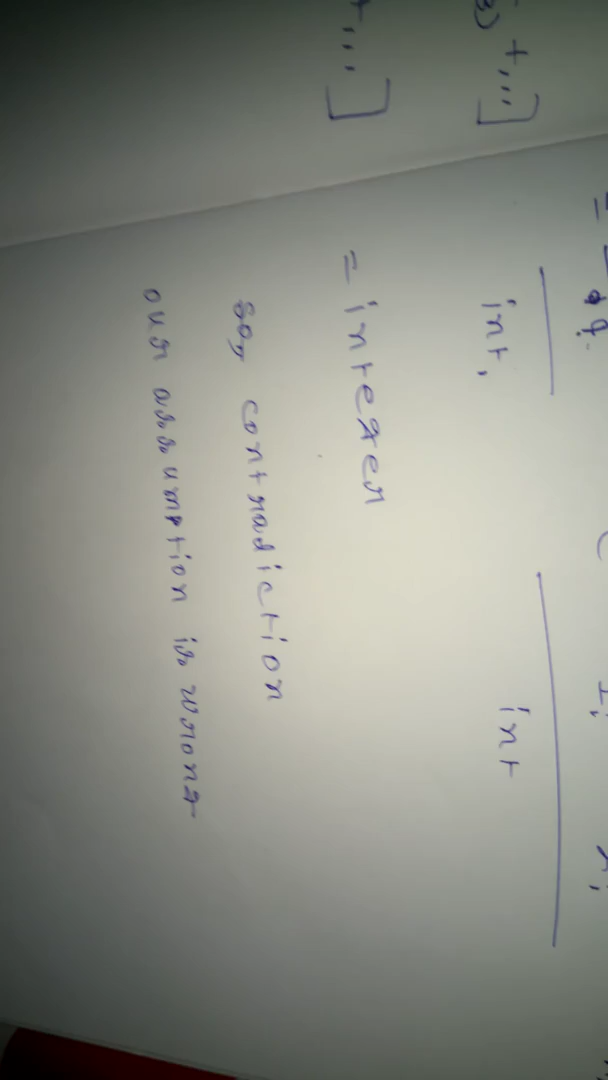 int, int
+ ...]
+ ...]
= integer
so, contradiction
our assumption is wrong